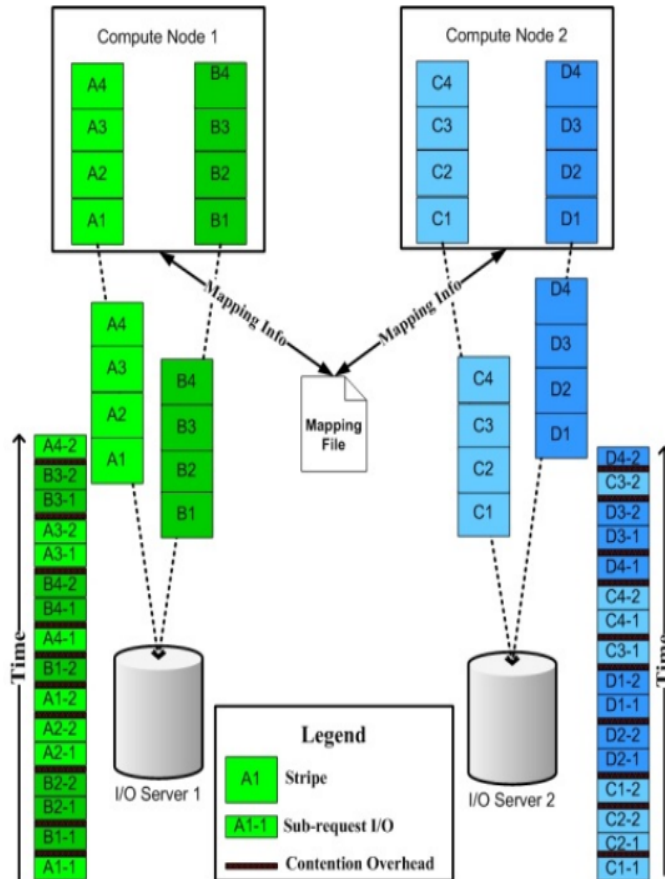 Compute Node 1
A4
A3
A2
A1
B4
B3
B2
B1
Compute Node 2
C4
C3
C2
C1
D4
D3
D2
D1
Mapping Info
Mapping Info
Mapping
File
A4
A3
A2
A1
B4
B3
B2
B1
C4
C3
C2
C1
D4
D3
D2
D1
Time
A4-2
B3-2
B3-1
A3-2
A3-1
B4-2
B4-1
A4-1
B1-2
A1-2
A2-2
A2-1
B2-2
B2-1
B1-1
A1-1
I/O Server 1
Legend
A1
Stripe
A1-1
Sub-request I/O
Contention Overhead
I/O Server 2
D4-2
C3-2
D3-2
D3-1
D4-1
C4-2
C4-1
C3-1
D1-2
D1-1
D2-2
D2-1
C1-2
C2-2
C2-1
C1-1
Time